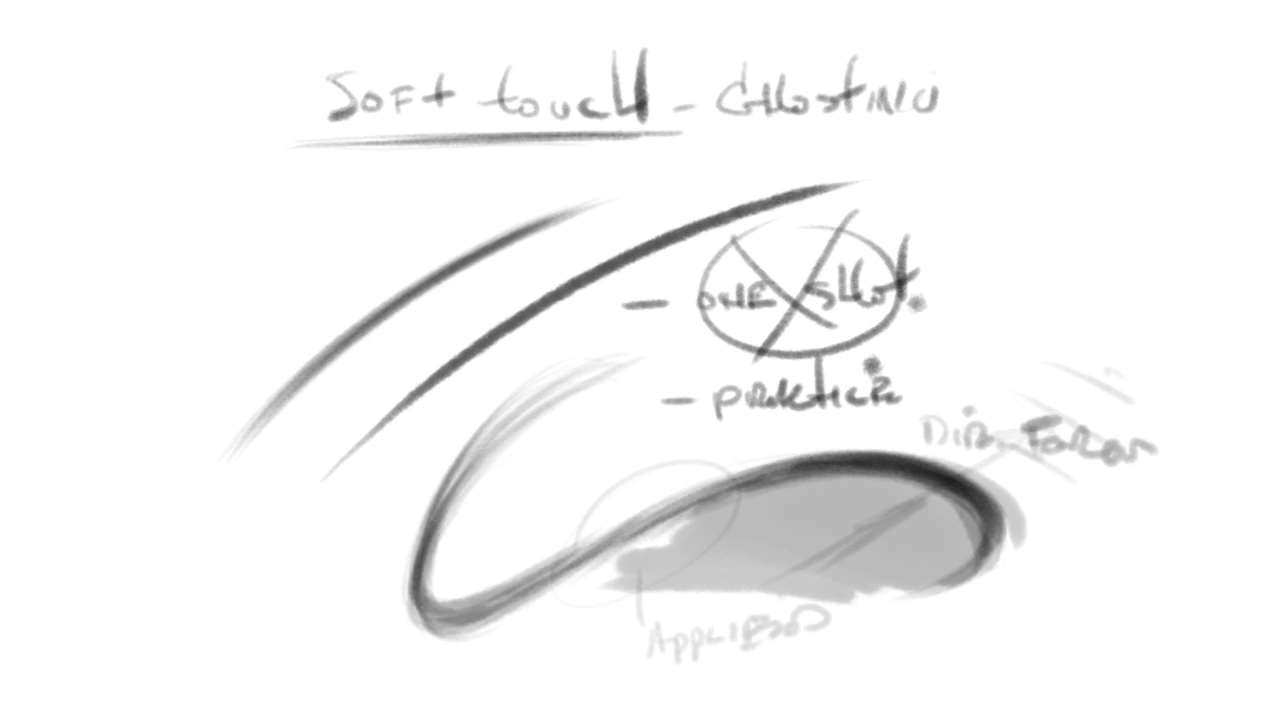 Soft toucH - GHostinG
- one sHot.
- practice
Dir. Force
Applied